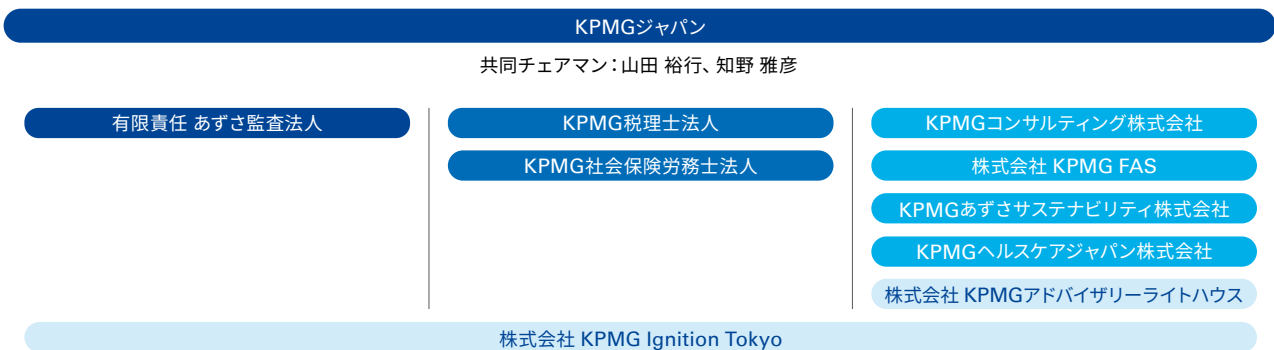 KPMGジャパン
共同チェアマン：山田 裕行、知野 雅彦
有限責任 あずさ監査法人
KPMG税理士法人
KPMG社会保険労務士法人
KPMGコンサルティング株式会社
株式会社 KPMG FAS
KPMGあずさサステナビリティ株式会社
KPMGヘルスケアジャパン株式会社
株式会社 KPMGアドバイザリーライトハウス
株式会社 KPMG Ignition Tokyo